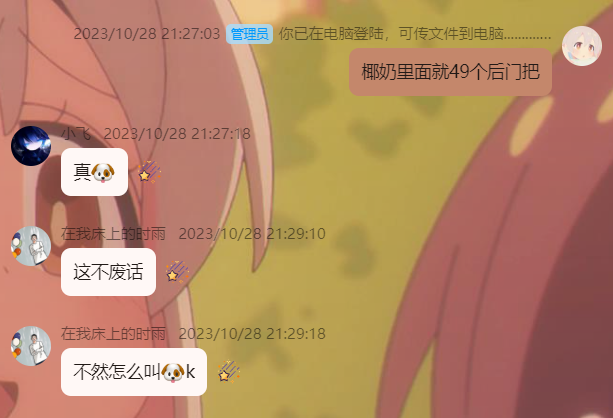 2023/10/28 21:27:03 管理员 你已在电脑登陆，可传文件到电脑.............
椰奶里面就49个后门把
小飞 2023/10/28 21:27:18
真🐶
在我床上的时雨 2023/10/28 21:29:10
这不废话
在我床上的时雨 2023/10/28 21:29:18
不然怎么叫🐶k